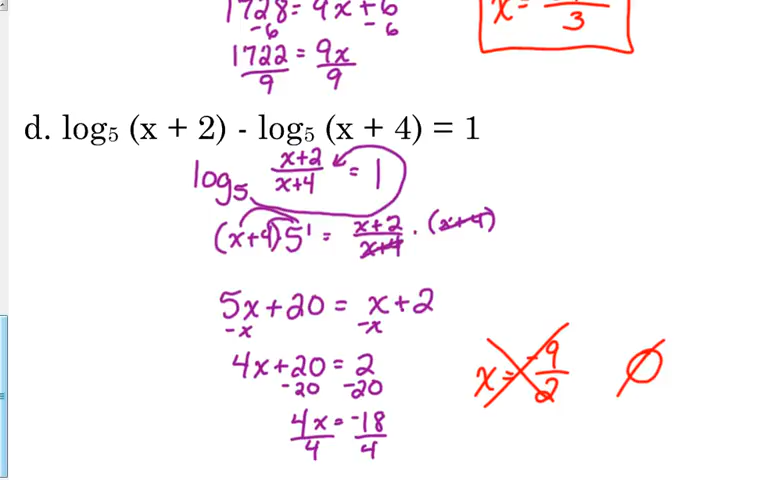 1728 = 9x + 6
-6 -6
1722/9 = 9x/9
x = /3
d. log₅ (x + 2) - log₅ (x + 4) = 1
log₅ (x+2)/(x+4) = 1
(x+4)5¹ = (x+2)/(x+4) · (x+4)
5x+20 = x+2
-x -x
4x+20 = 2
-20 -20
4x/4 = -18/4
x = -9/2 Ø